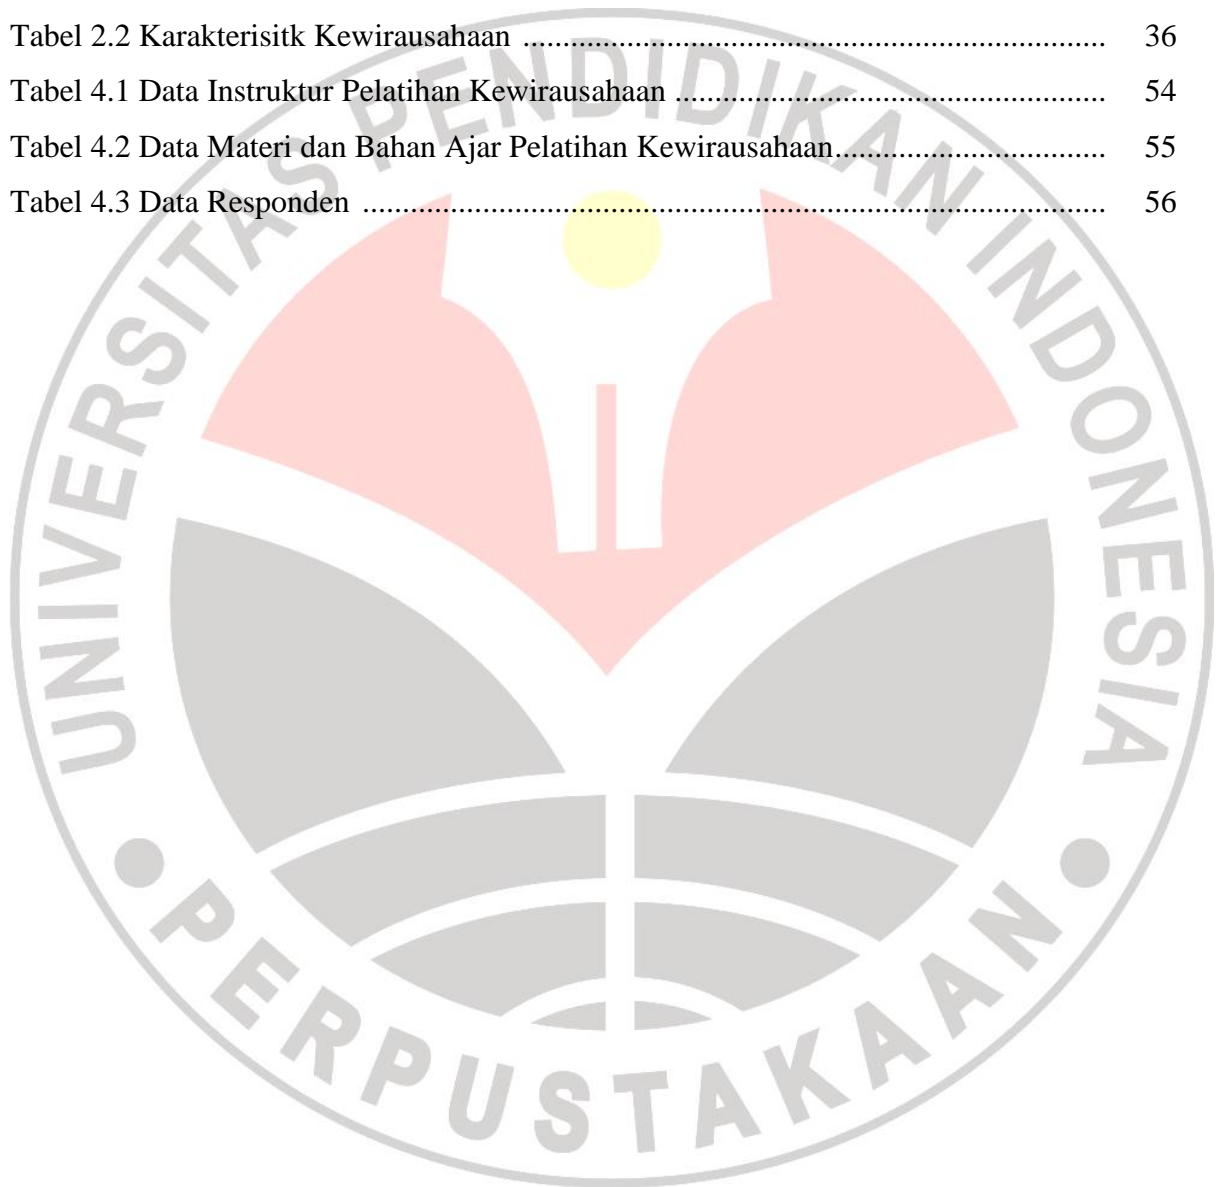 Tabel 2.2 Karakterisitk Kewirausahaan ........................................................................... 36
Tabel 4.1 Data Instruktur Pelatihan Kewirausahaan ....................................................... 54
Tabel 4.2 Data Materi dan Bahan Ajar Pelatihan Kewirausahaan................................... 55
Tabel 4.3 Data Responden ............................................................................................... 56
UNIVERSITAS PENDIDIKAN INDONESIA
PERPUSTAKAAN